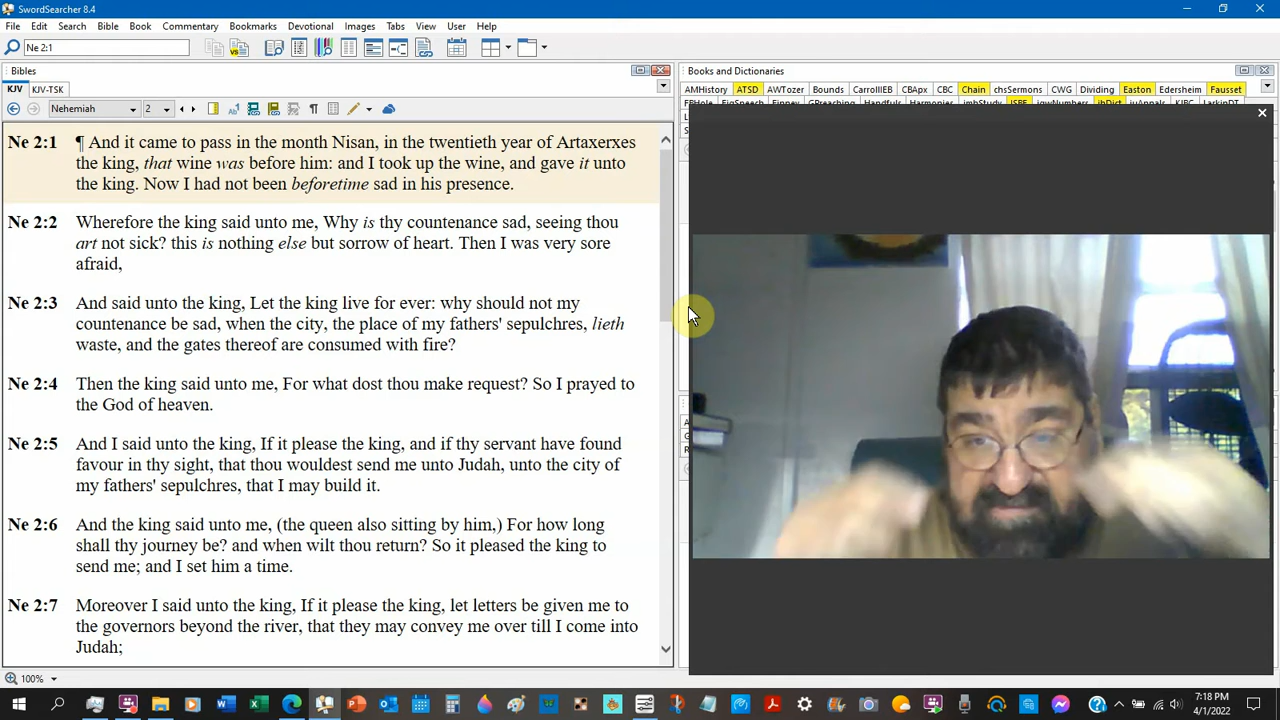 SwordSearcher 8.4
File Edit Search Bible Book Commentary Bookmarks Devotional Images Tabs View User Help
Ne 2:1
Bibles
KJV KJV-TSK
Nehemiah 2
Ne 2:1 ¶ And it came to pass in the month Nisan, in the twentieth year of Artaxerxes
the king, that wine was before him: and I took up the wine, and gave it unto
the king. Now I had not been beforetime sad in his presence.
Ne 2:2 Wherefore the king said unto me, Why is thy countenance sad, seeing thou
art not sick? this is nothing else but sorrow of heart. Then I was very sore
afraid,
Ne 2:3 And said unto the king, Let the king live for ever: why should not my
countenance be sad, when the city, the place of my fathers' sepulchres, lieth
waste, and the gates thereof are consumed with fire?
Ne 2:4 Then the king said unto me, For what dost thou make request? So I prayed to
the God of heaven.
Ne 2:5 And I said unto the king, If it please the king, and if thy servant have found
favour in thy sight, that thou wouldest send me unto Judah, unto the city of
my fathers' sepulchres, that I may build it.
Ne 2:6 And the king said unto me, (the queen also sitting by him,) For how long
shall thy journey be? and when wilt thou return? So it pleased the king to
send me; and I set him a time.
Ne 2:7 Moreover I said unto the king, If it please the king, let letters be given me to
the governors beyond the river, that they may convey me over till I come into
Judah;
100%
Books and Dictionaries
AMHistory ATSD AWTozer Bounds CarrollIEB CBApx CBC Chain chsSermons CWG Dividing Easton Edersheim Fausset
7:18 PM
4/1/2022